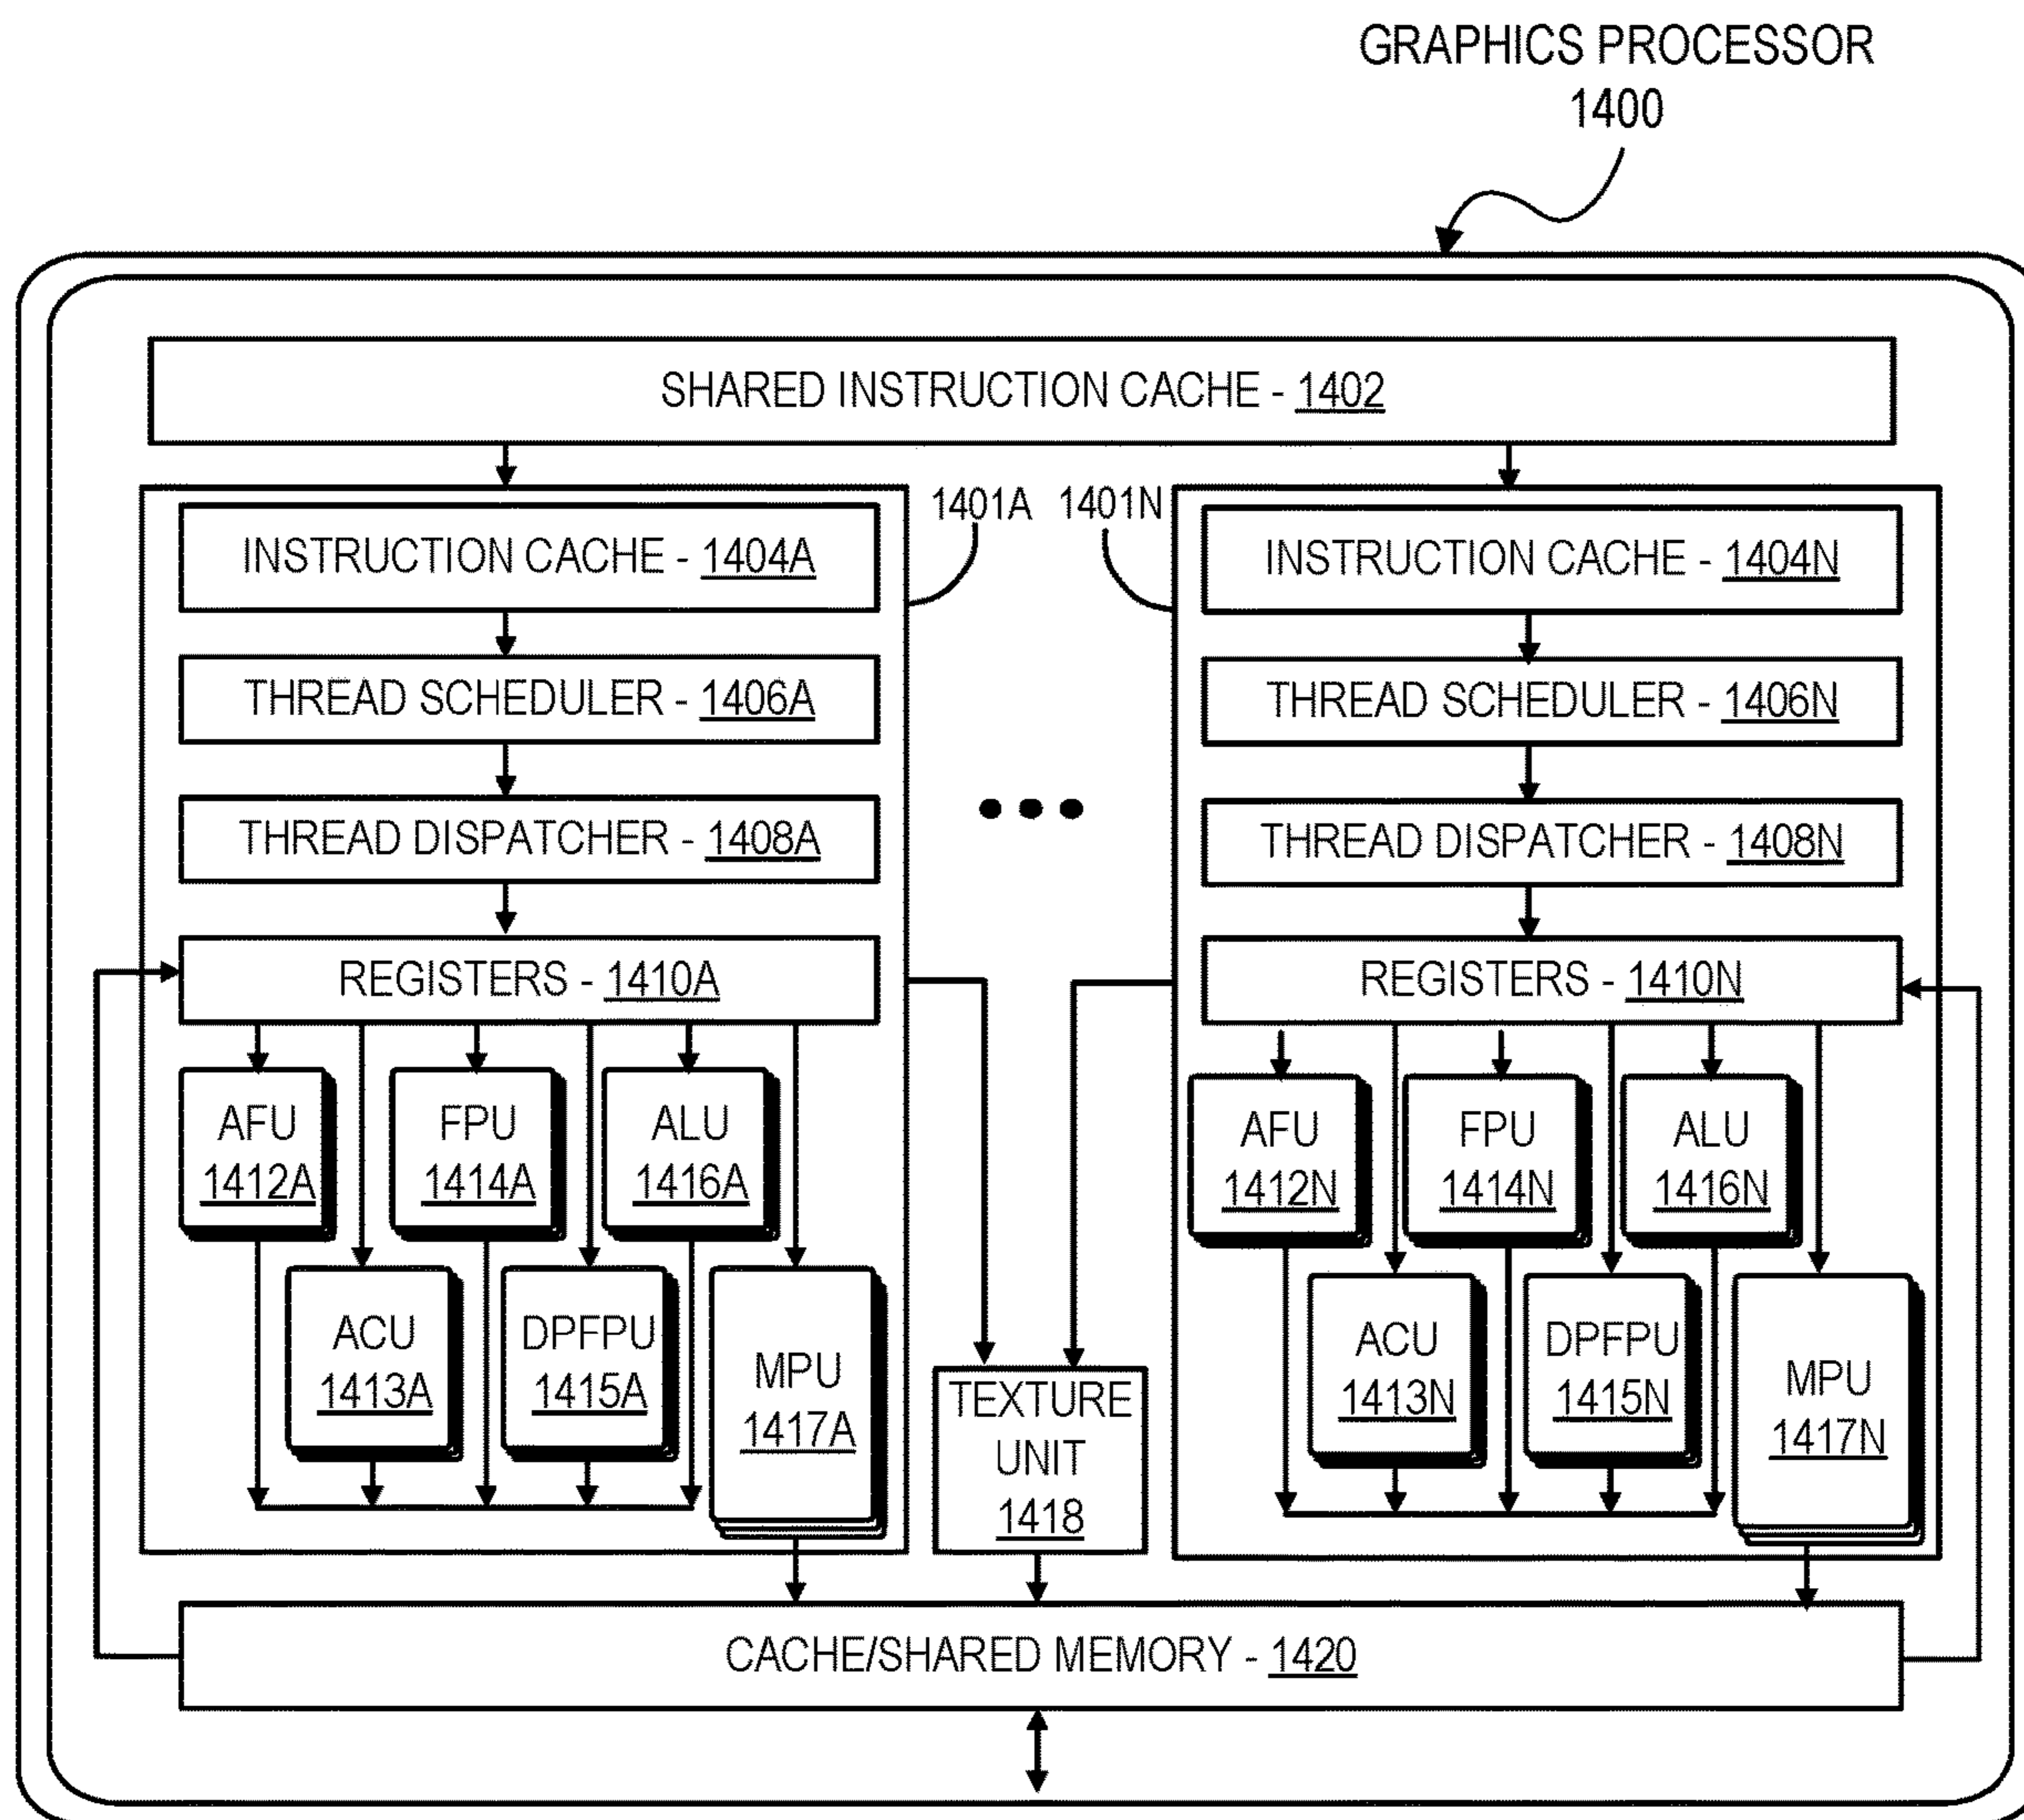 GRAPHICS PROCESSOR
1400
SHARED INSTRUCTION CACHE - 1402
1401A
1401N
INSTRUCTION CACHE - 1404A
THREAD SCHEDULER - 1406A
THREAD DISPATCHER - 1408A
REGISTERS - 1410A
AFU
1412A
FPU
1414A
ALU
1416A
ACU
1413A
DPFPU
1415A
MPU
1417A
TEXTURE
UNIT
1418
INSTRUCTION CACHE - 1404N
THREAD SCHEDULER - 1406N
THREAD DISPATCHER - 1408N
REGISTERS - 1410N
AFU
1412N
FPU
1414N
ALU
1416N
ACU
1413N
DPFPU
1415N
MPU
1417N
CACHE/SHARED MEMORY - 1420